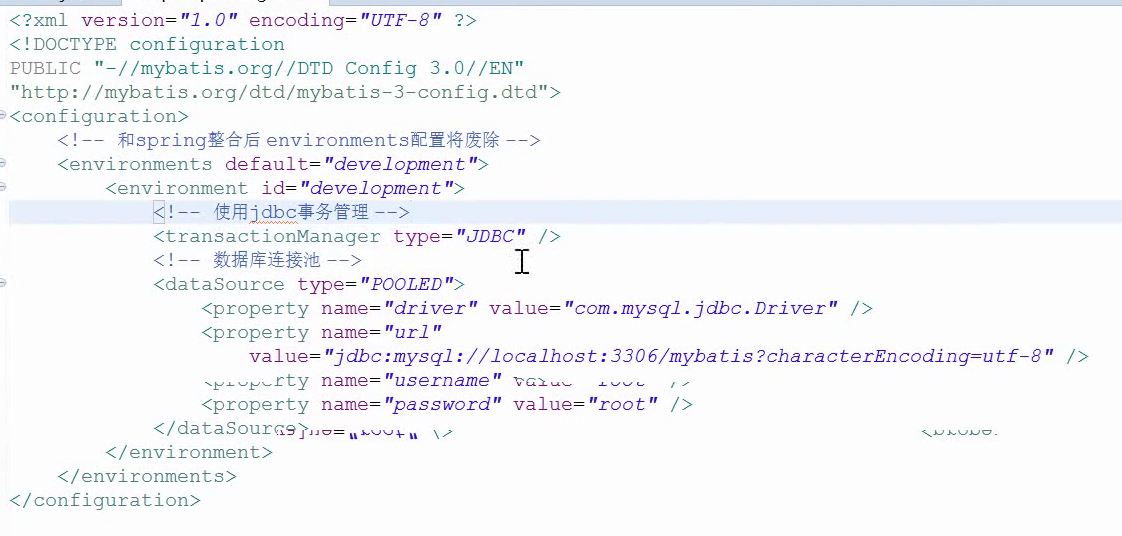 <?xml version="1.0" encoding="UTF-8" ?>
<!DOCTYPE configuration
PUBLIC "-//mybatis.org//DTD Config 3.0//EN"
"http://mybatis.org/dtd/mybatis-3-config.dtd">
<configuration>
<!-- 和spring整合后 environments配置将废除 -->
<environments default="development">
<environment id="development">
<!-- 使用jdbc事务管理 -->
<transactionManager type="JDBC" />
<!-- 数据库连接池 -->
<dataSource type="POOLED">
<property name="driver" value="com.mysql.jdbc.Driver" />
<property name="url"
value="jdbc:mysql://localhost:3306/mybatis?characterEncoding=utf-8" />
<property name="username" value="root" />
<property name="password" value="root" />
</dataSource>
</environment>
</environments>
</configuration>